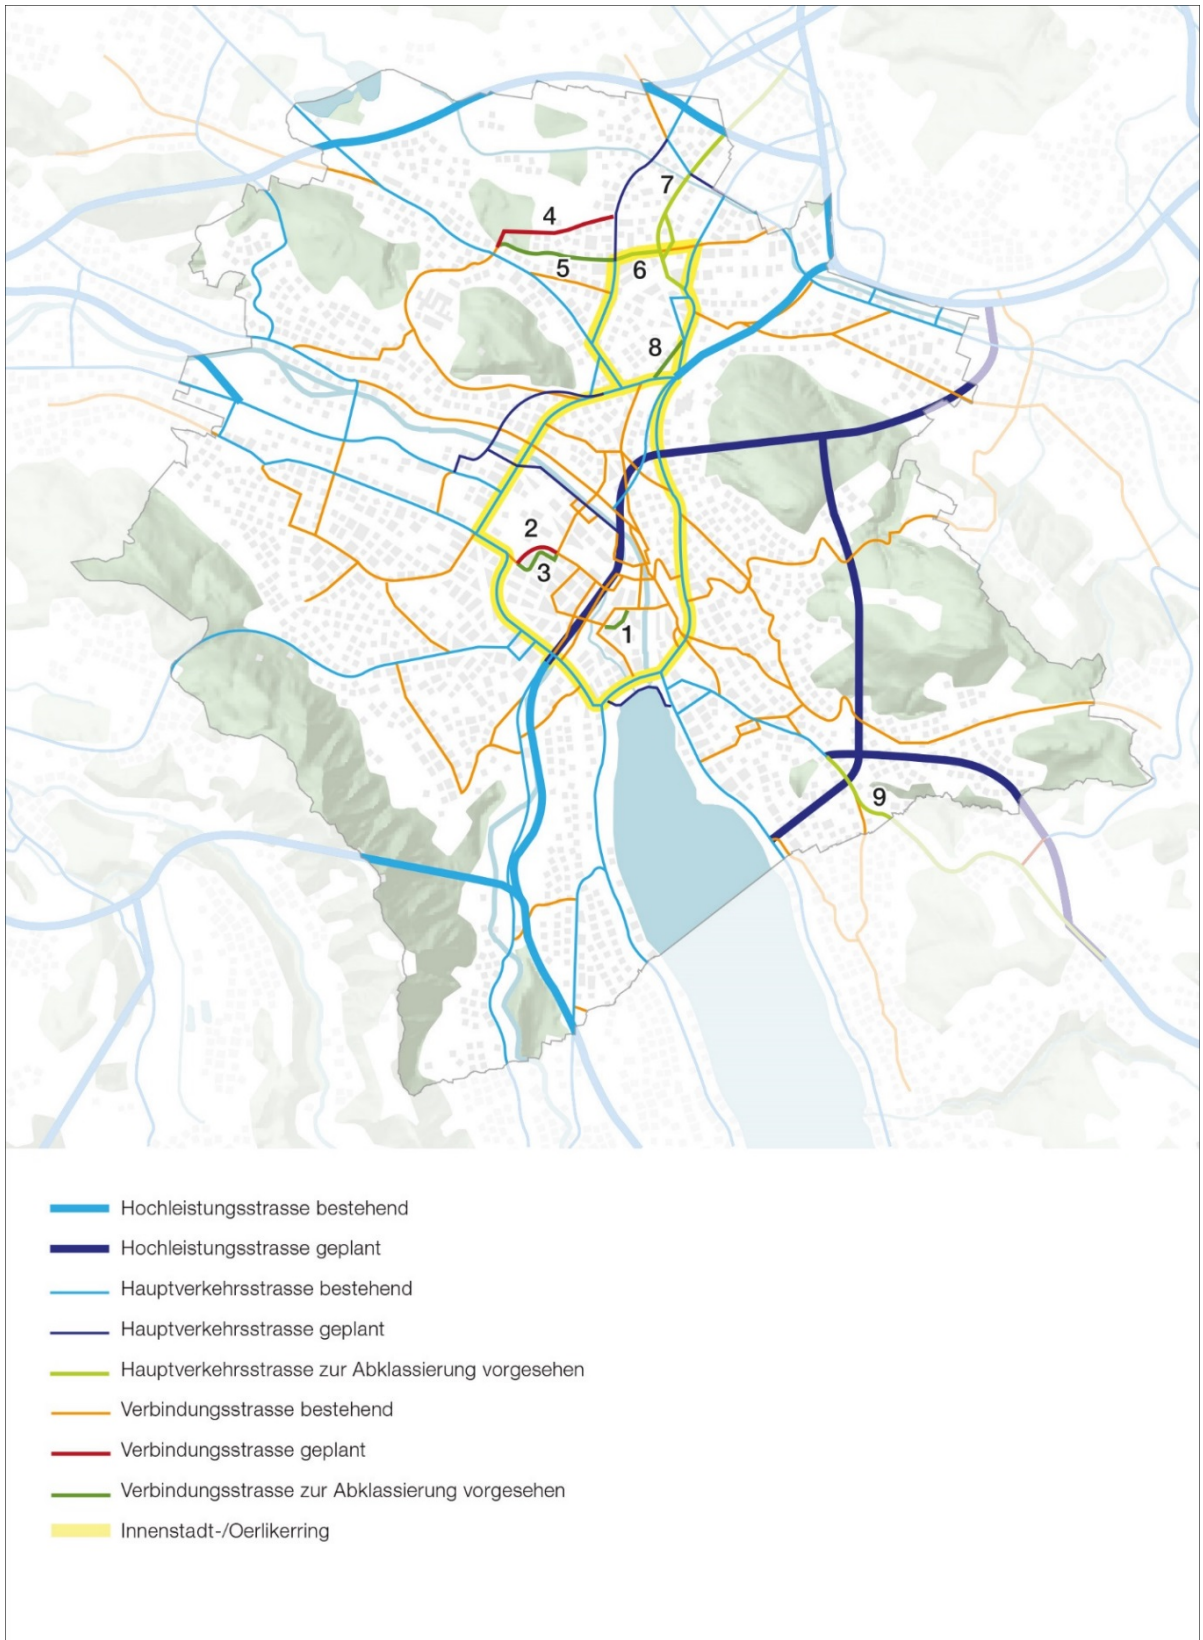 7
4
5
6
8
2
3
1
9
Hochleistungsstrasse bestehend
Hochleistungsstrasse geplant
Hauptverkehrsstrasse bestehend
Hauptverkehrsstrasse geplant
Hauptverkehrsstrasse zur Abklassierung vorgesehen
Verbindungsstrasse bestehend
Verbindungsstrasse geplant
Verbindungsstrasse zur Abklassierung vorgesehen
Innenstadt-/Oerlikerring